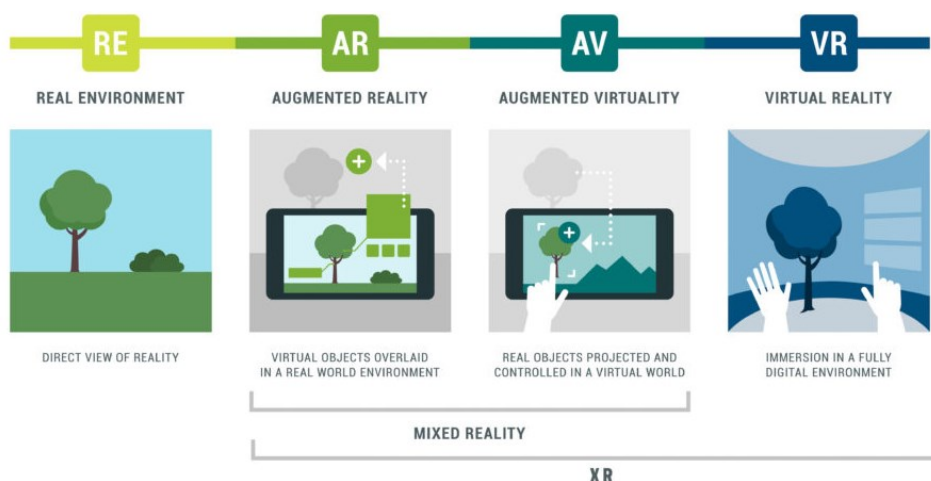 RE
AR
AV
VR
REAL ENVIRONMENT
AUGMENTED REALITY
AUGMENTED VIRTUALITY
VIRTUAL REALITY
DIRECT VIEW OF REALITY
VIRTUAL OBJECTS OVERLAID
IN A REAL WORLD ENVIRONMENT
REAL OBJECTS PROJECTED AND
CONTROLLED IN A VIRTUAL WORLD
IMMERSION IN A FULLY
DIGITAL ENVIRONMENT
MIXED REALITY
XR